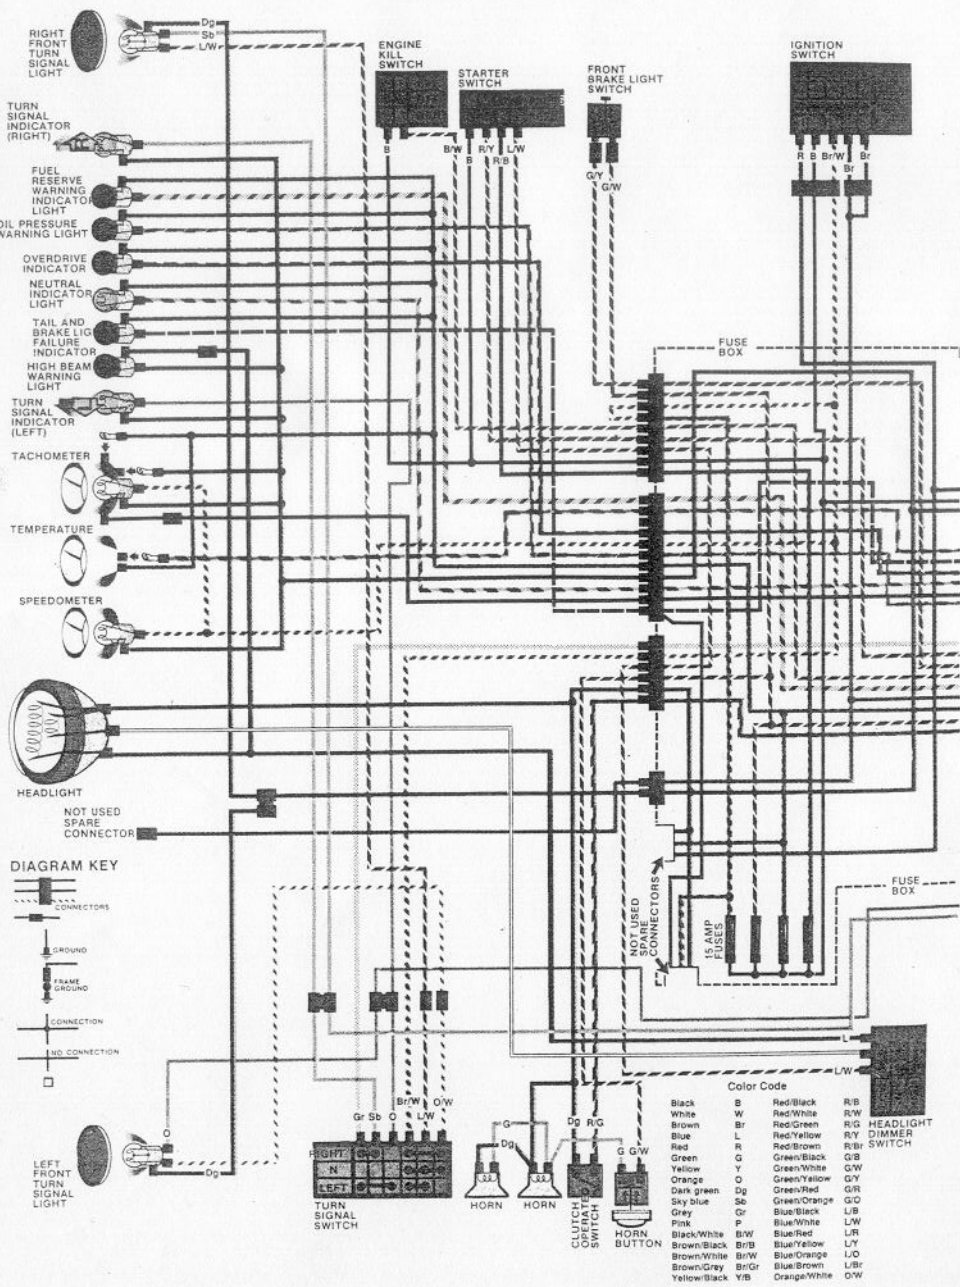 Dg
Sb
L/W
RIGHT
FRONT
TURN
SIGNAL
LIGHT
ENGINE
KILL
SWITCH
STARTER
SWITCH
FRONT
BRAKE LIGHT
SWITCH
IGNITION
SWITCH
TURN
SIGNAL
INDICATOR
(RIGHT)
B
B/W
B
R/Y
R/B
L/W
G/Y
G/W
R
B
Br/W
Br
Br
FUEL
RESERVE
WARNING
INDICATOR
LIGHT
OIL PRESSURE
WARNING LIGHT
OVERDRIVE
INDICATOR
NEUTRAL
INDICATOR
LIGHT
TAIL AND
BRAKE LIG
FAILURE
INDICATOR
HIGH BEAM
WARNING
LIGHT
FUSE
BOX
TURN
SIGNAL
INDICATOR
(LEFT)
TACHOMETER
TEMPERATURE
SPEEDOMETER
HEADLIGHT
NOT USED
SPARE
CONNECTOR
DIAGRAM KEY
CONNECTORS
GROUND
FRAME
GROUND
CONNECTION
NO CONNECTION
NOT USED
SPARE
CONNECTORS
15 AMP
FUSES
FUSE
BOX
L
L/W
HEADLIGHT
DIMMER
SWITCH
O
Dg
LEFT
FRONT
TURN
SIGNAL
LIGHT
Gr
Sb
O
Br/W
L/W
O/W
RIGHT
N
LEFT
TURN
SIGNAL
SWITCH
G
Dg
HORN
HORN
Dg
R/G
CLUTCH
OPERATED
SWITCH
G
G/W
HORN
BUTTON
Color Code
Black B Red/Black R/B
White W Red/White R/W
Brown Br Red/Green R/G
Blue L Red/Yellow R/Y
Red R Red/Brown R/Br
Green G Green/Black G/B
Yellow Y Green/White G/W
Orange O Green/Yellow G/Y
Dark green Dg Green/Red G/R
Sky blue Sb Green/Orange G/O
Grey Gr Blue/Black L/B
Pink P Blue/White L/W
Black/White B/W Blue/Red L/R
Brown/Black Br/B Blue/Yellow L/Y
Brown/White Br/W Blue/Orange L/O
Brown/Grey Br/Gr Blue/Brown L/Br
Yellow/Black Y/B Orange/White O/W